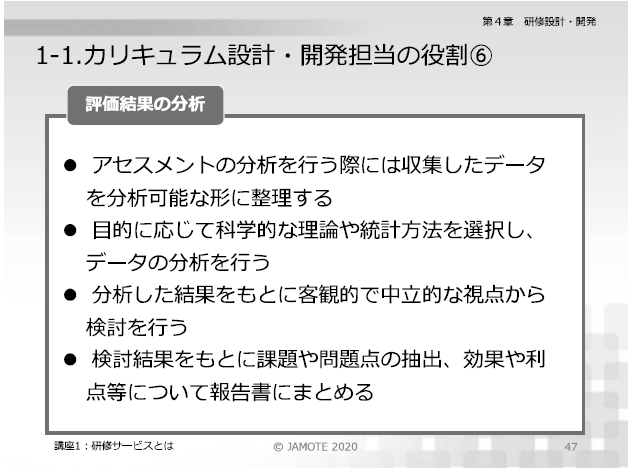 第４章　研修設計・開発
1-1.カリキュラム設計・開発担当の役割⑥
評価結果の分析
● アセスメントの分析を行う際には収集したデータ
を分析可能な形に整理する
● 目的に応じて科学的な理論や統計方法を選択し、
データの分析を行う
● 分析した結果をもとに客観的で中立的な視点から
検討を行う
● 検討結果をもとに課題や問題点の抽出、効果や利
点等について報告書にまとめる
講座1：研修サービスとは
© JAMOTE 2020
47